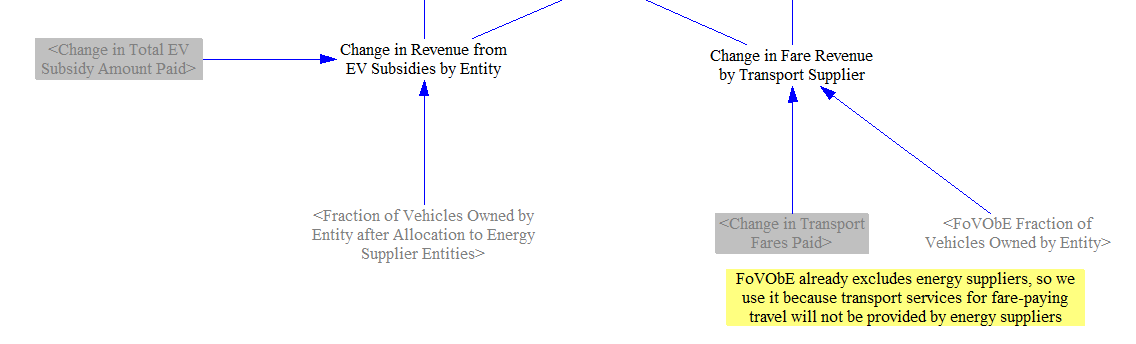 <Change in Total EV
Subsidy Amount Paid>
Change in Revenue from
EV Subsidies by Entity
Change in Fare Revenue
by Transport Supplier
<Fraction of Vehicles Owned by
Entity after Allocation to Energy
Supplier Entities>
<Change in Transport
Fares Paid>
<FoVObE Fraction of
Vehicles Owned by Entity>
FoVObE already excludes energy suppliers, so we
use it because transport services for fare-paying
travel will not be provided by energy suppliers